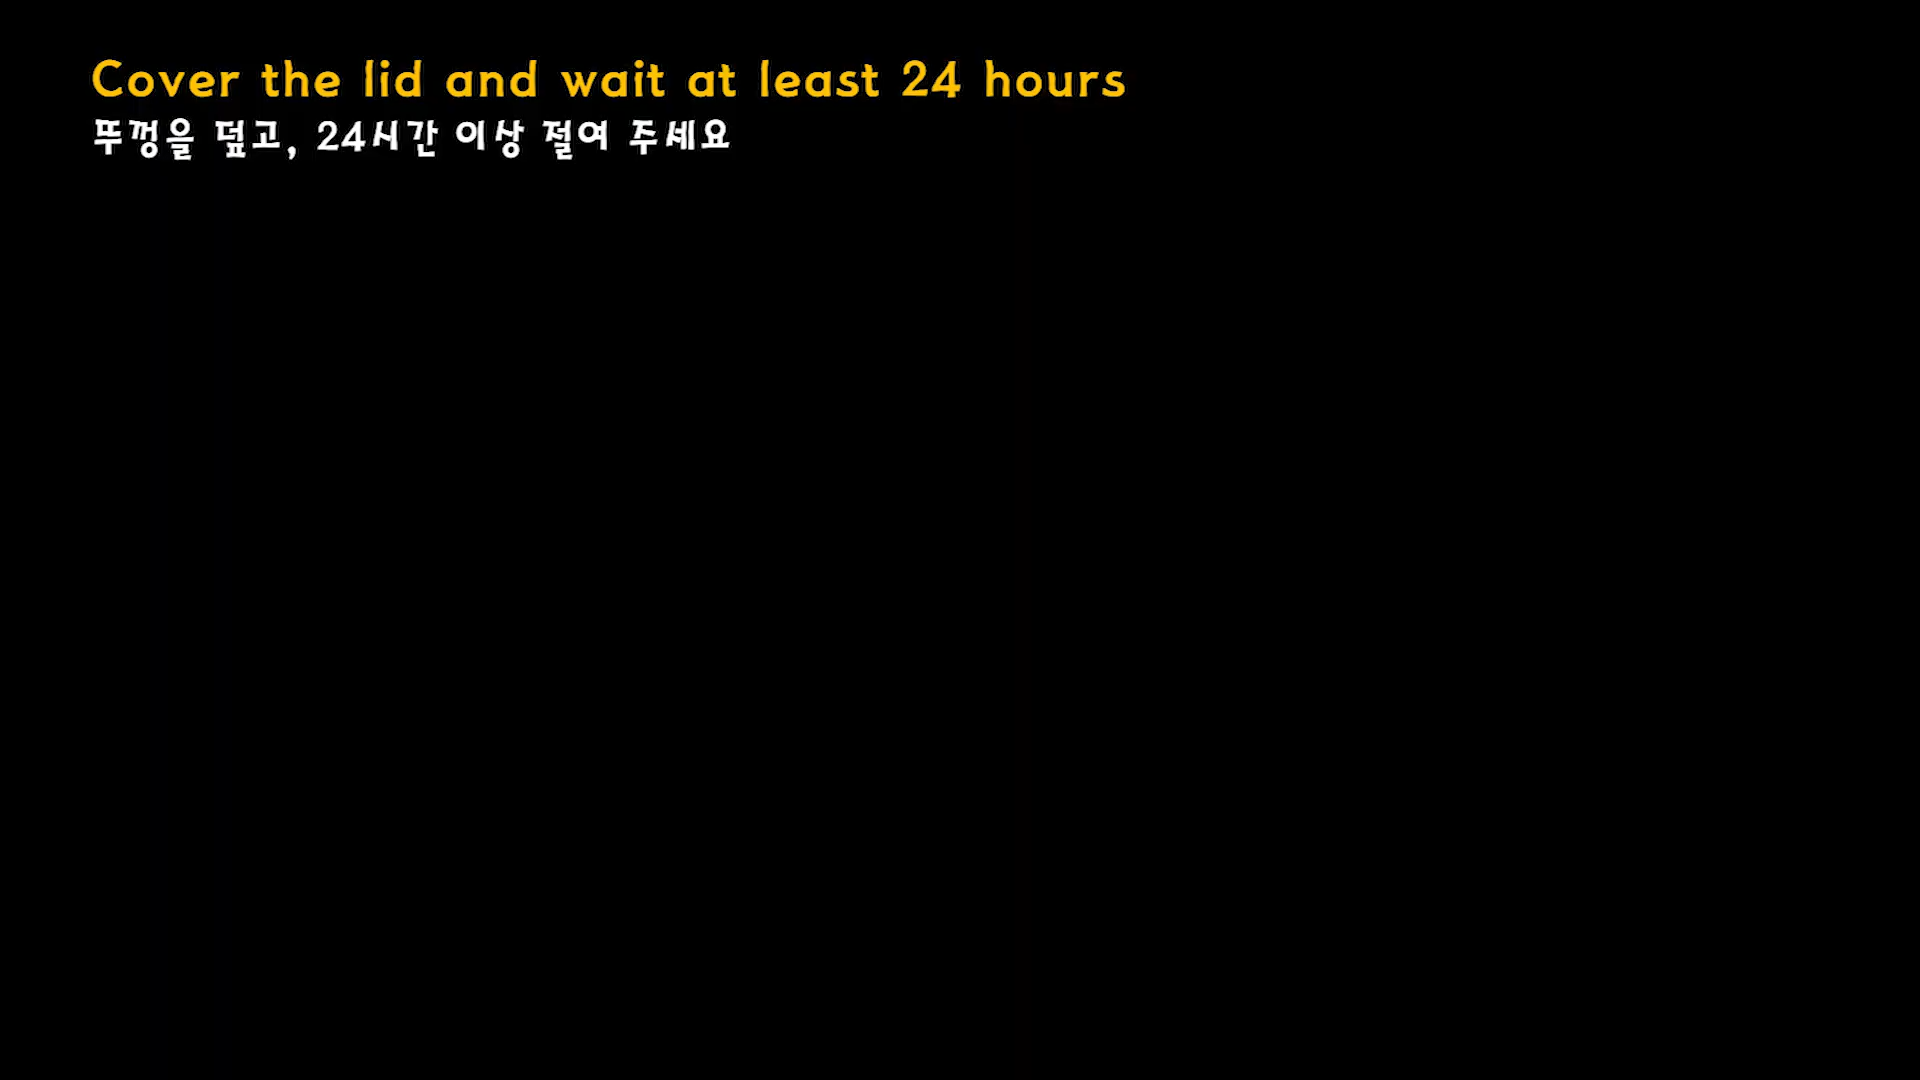 Cover the lid and wait at least 24 hours
뚜껑을 덮고, 24시간 이상 절여 주세요